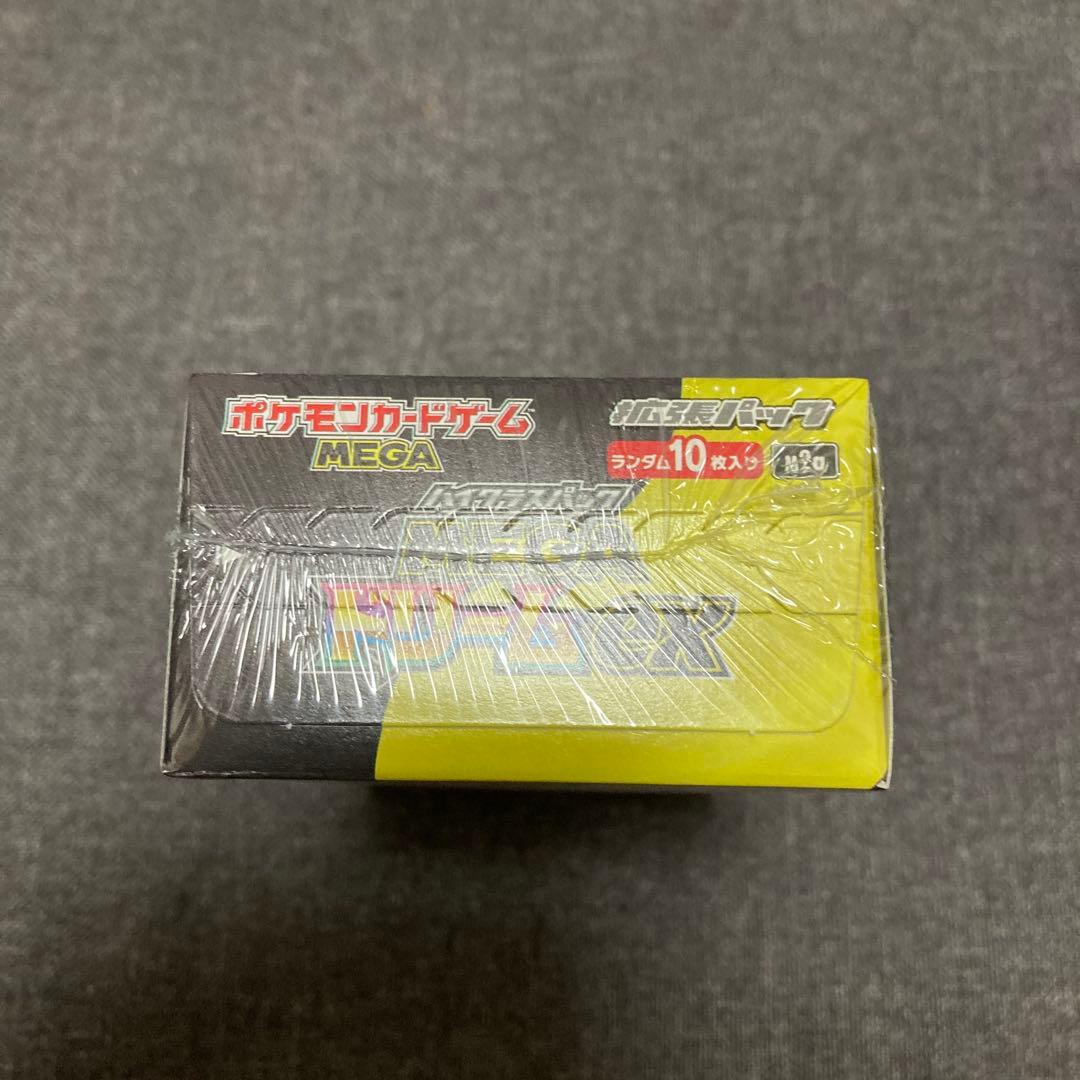 ポケモンカードゲーム
MEGA
拡張パック
ランダム10枚入り
M2a
ハイクラスパック
MEGA
ドリームex